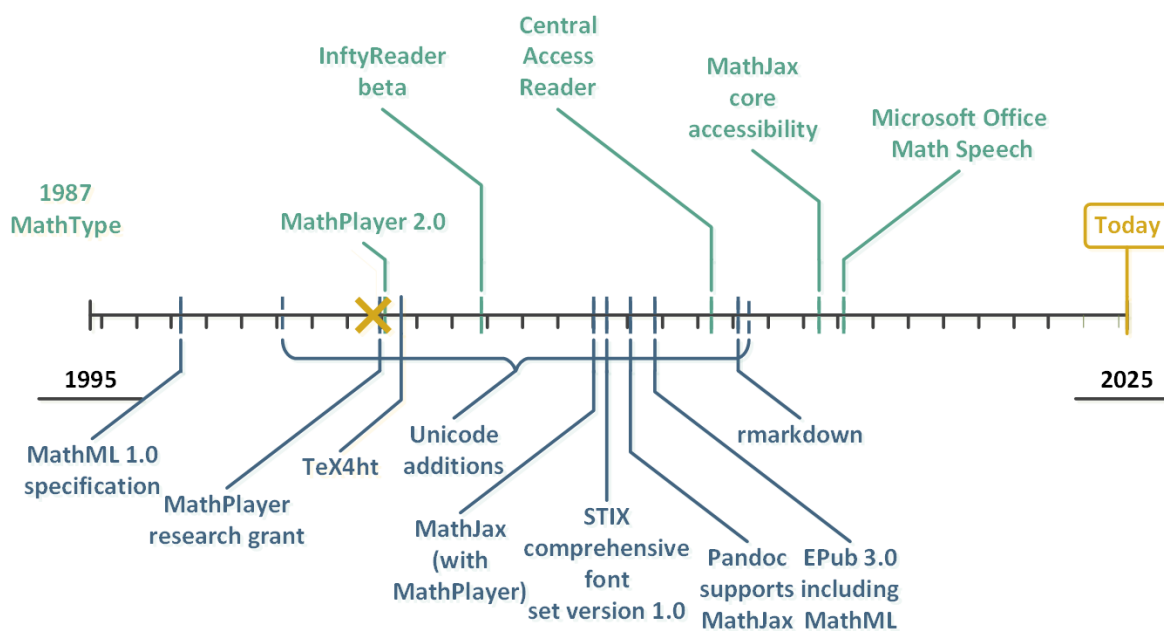 Central
Access
Reader
InftyReader
beta
MathJax
core
accessibility
Microsoft Office
Math Speech
1987
MathType
MathPlayer 2.0
Today
1995
2025
MathML 1.0
specification
MathPlayer
research grant
TeX4ht
Unicode
additions
rmarkdown
MathJax
(with
MathPlayer)
STIX
comprehensive
font
set version 1.0
Pandoc
supports
MathJax
EPub 3.0
including
MathML